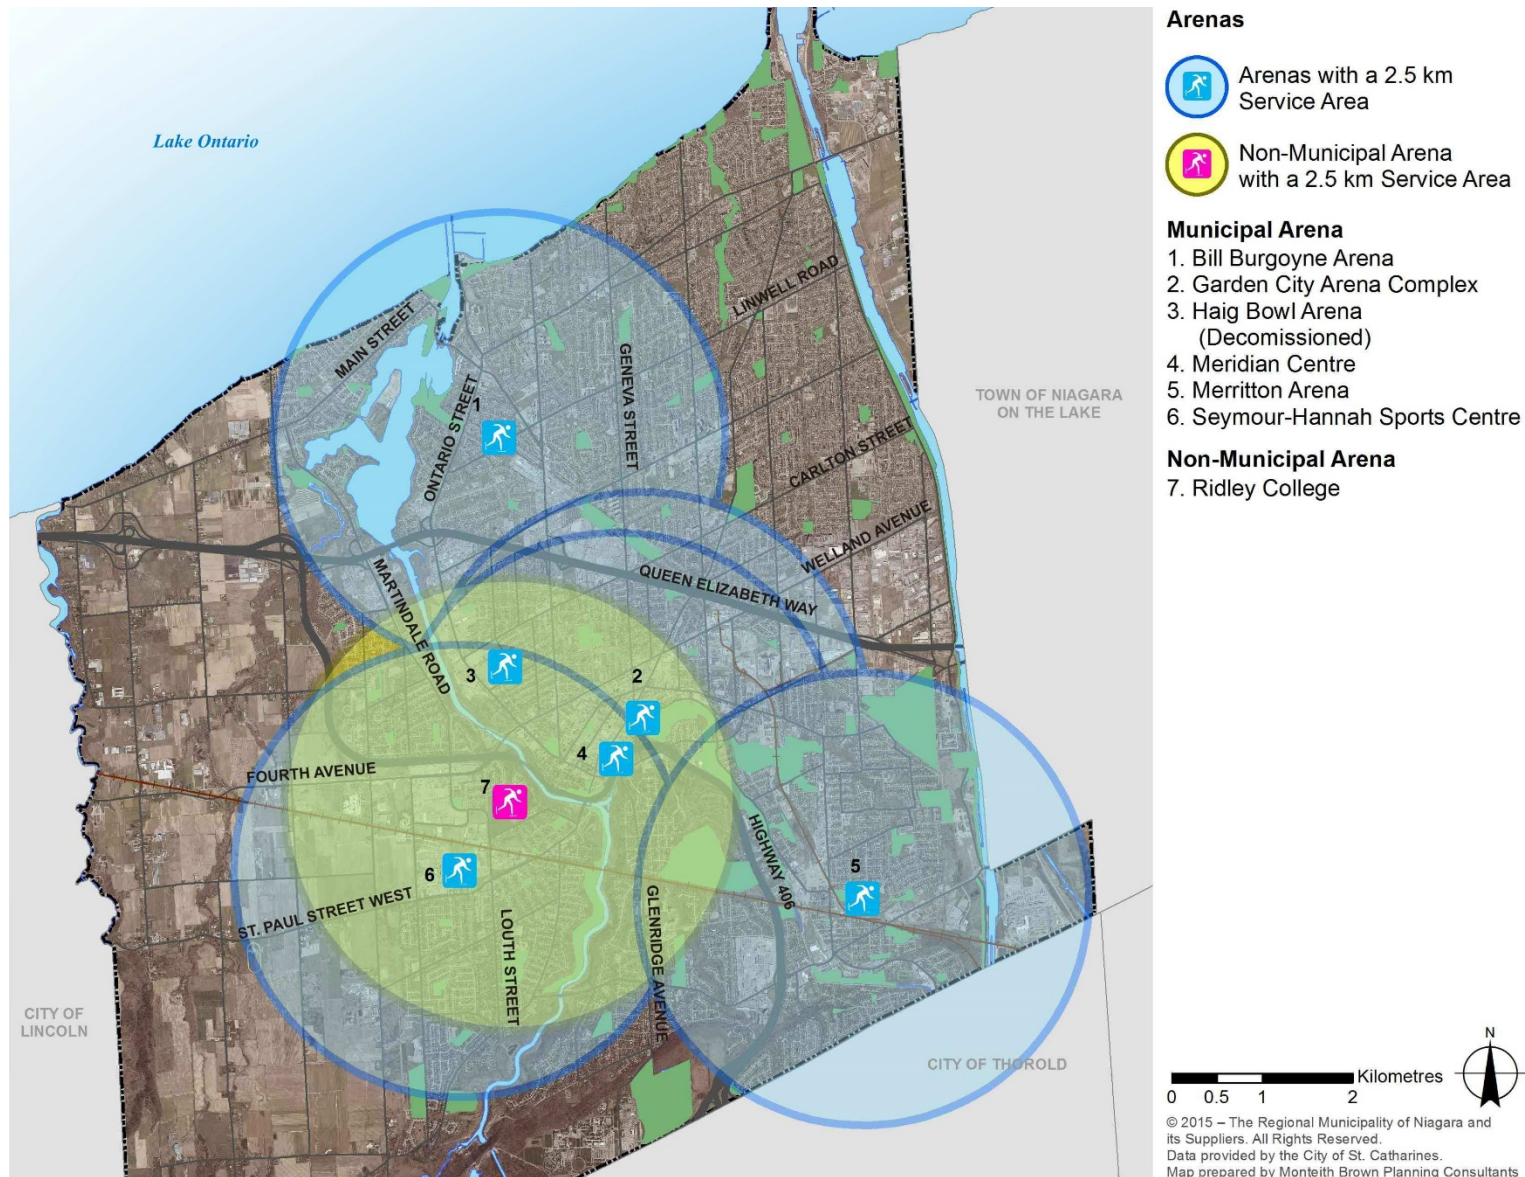 Lake Ontario
MAIN STREET
ONTARIO STREET
GENEVA STREET
LINWELL ROAD
CARLTON STREET
WELLAND AVENUE
QUEEN ELIZABETH WAY
MARTINDALE ROAD
FOURTH AVENUE
ST. PAUL STREET WEST
LOUTH STREET
GLENRIDGE AVENUE
HIGHWAY 406
1
3
2
4
7
6
5
TOWN OF NIAGARA
ON THE LAKE
CITY OF
LINCOLN
CITY OF THOROLD
Arenas
Arenas with a 2.5 km
Service Area
Non-Municipal Arena
with a 2.5 km Service Area
Municipal Arena
1. Bill Burgoyne Arena
2. Garden City Arena Complex
3. Haig Bowl Arena
(Decomissioned)
4. Meridian Centre
5. Merritton Arena
6. Seymour-Hannah Sports Centre
Non-Municipal Arena
7. Ridley College
N
Kilometres
0 0.5 1 2
© 2015 – The Regional Municipality of Niagara and
its Suppliers. All Rights Reserved.
Data provided by the City of St. Catharines.
Map prepared by Monteith Brown Planning Consultants